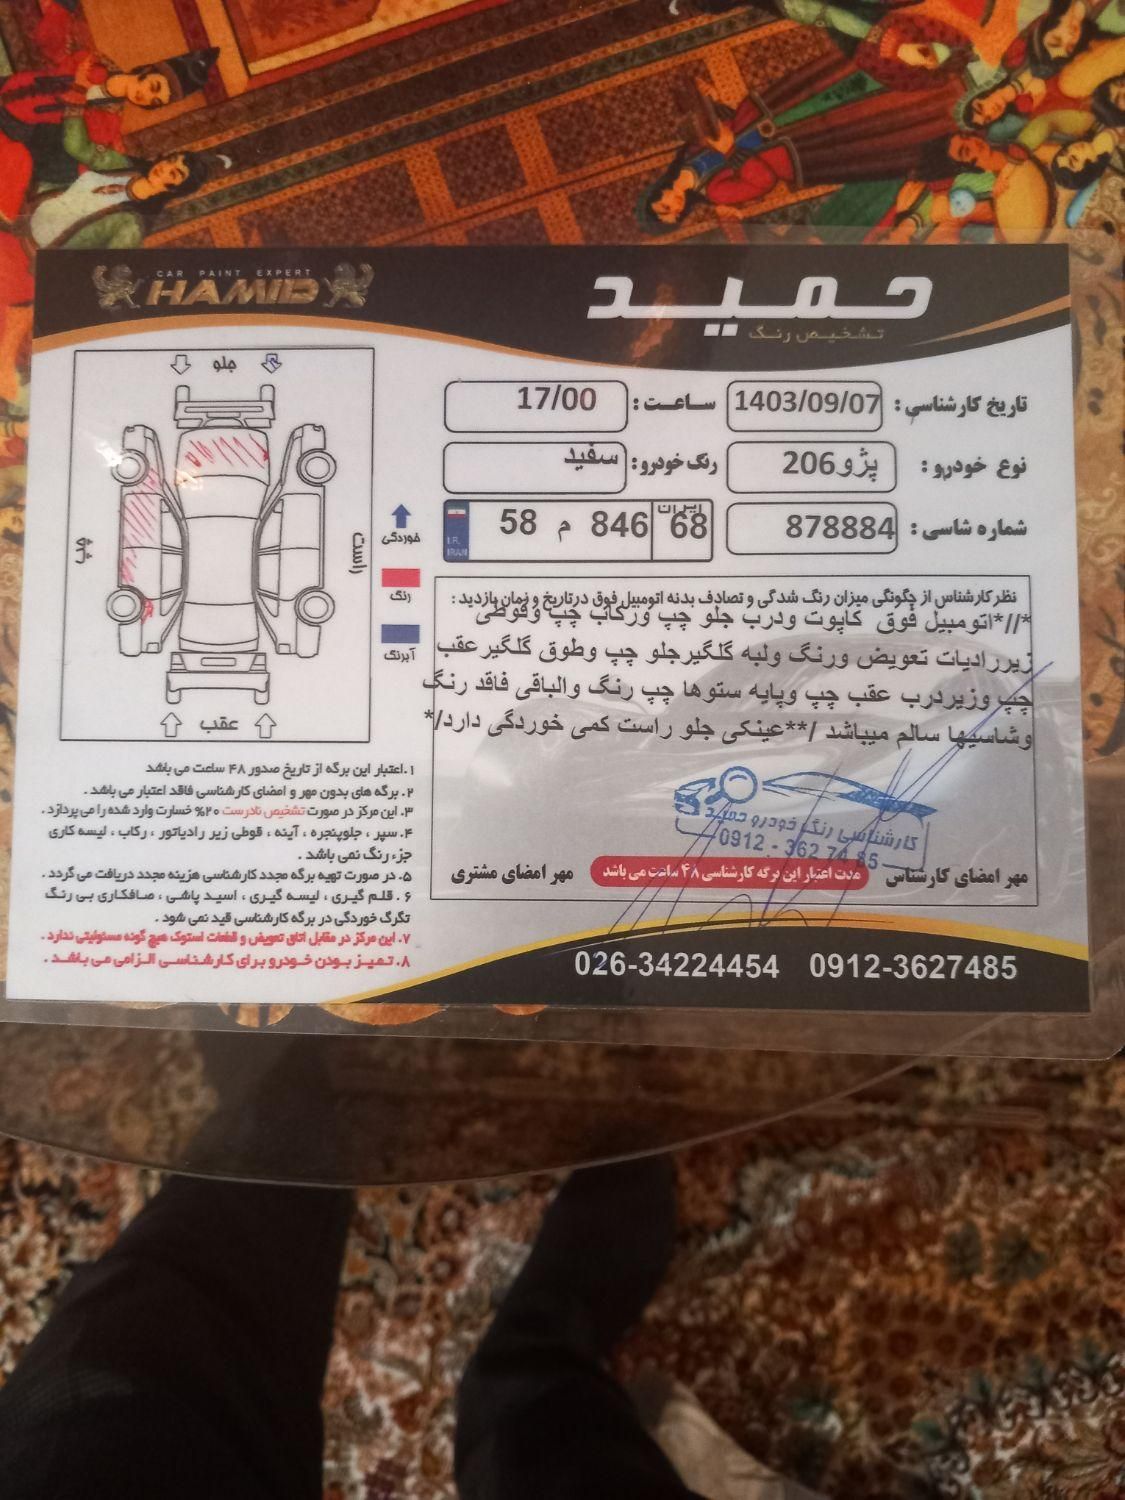 CAR PAINT EXPERT
HAMID
حمید
تشخیص رنگ
تاریخ کارشناسی : 1403/09/07 ساعت : 17/00
نوع خودرو : پژو206 رنگ خودرو : سفید
شماره شاسی : 878884
ایران 68 846 م 58
I.R. IRAN
جلو
چپ
راست
عقب
خوردگی
رنگ
آبرنگ
نظر کارشناس از چگونگی میزان رنگ شدگی و تصادف بدنه اتومبیل فوق در تاریخ و زمان بازدید :
*//*اتومبیل فوق کاپوت ودرب جلو چپ ورکاب چپ وقوطی
زیررادیات تعویض ورنگ ولبه گلگیرجلو چپ وطوق گلگیرعقب
چپ وزیردرب عقب چپ وپایه ستوها چپ رنگ والباقی فاقد رنگ
وشاسیها سالم میباشد /**عینکی جلو راست کمی خوردگی دارد/*
کارشناسی رنگ خودرو حمید
0912 - 362 74 85
مهر امضای کارشناس
مدت اعتبار این برگه کارشناسی ۴۸ ساعت می باشد
مهر امضای مشتری
۱. اعتبار این برگه از تاریخ صدور ۴۸ ساعت می باشد
۲. برگه های بدون مهر و امضای کارشناسی فاقد اعتبار می باشد .
۳. این مرکز در صورت تشخیص نادرست ۲۰% خسارت وارد شده را می پردازد .
۴. سپر ، جلوپنجره ، آینه ، قوطی زیر رادیاتور ، رکاب ، لیسه کاری
جزء رنگ نمی باشد .
۵. در صورت تهیه برگه مجدد کارشناسی هزینه مجدد دریافت می گردد .
۶ . قلم گیری ، لیسه گیری ، اسید پاشی ، صافکاری بی رنگ
تگرگ خوردگی در برگه کارشناسی قید نمی شود .
۷. این مرکز در مقابل اتاق تعویض و قطعات استوک هیچ گونه مسئولیتی ندارد .
۸. تمیز بودن خودرو برای کارشناسی الزامی می باشد .
026-34224454 0912-3627485